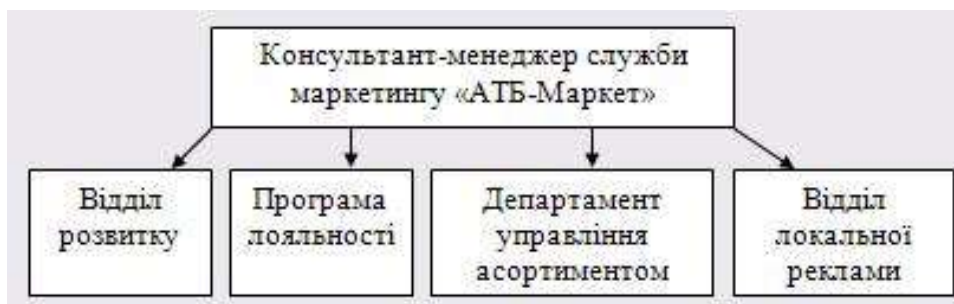 Консультант-менеджер служби
маркетингу «АТБ-Маркет»
Відділ
розвитку
Програма
лояльності
Департамент
управління
асортиментом
Відділ
локальної
реклами